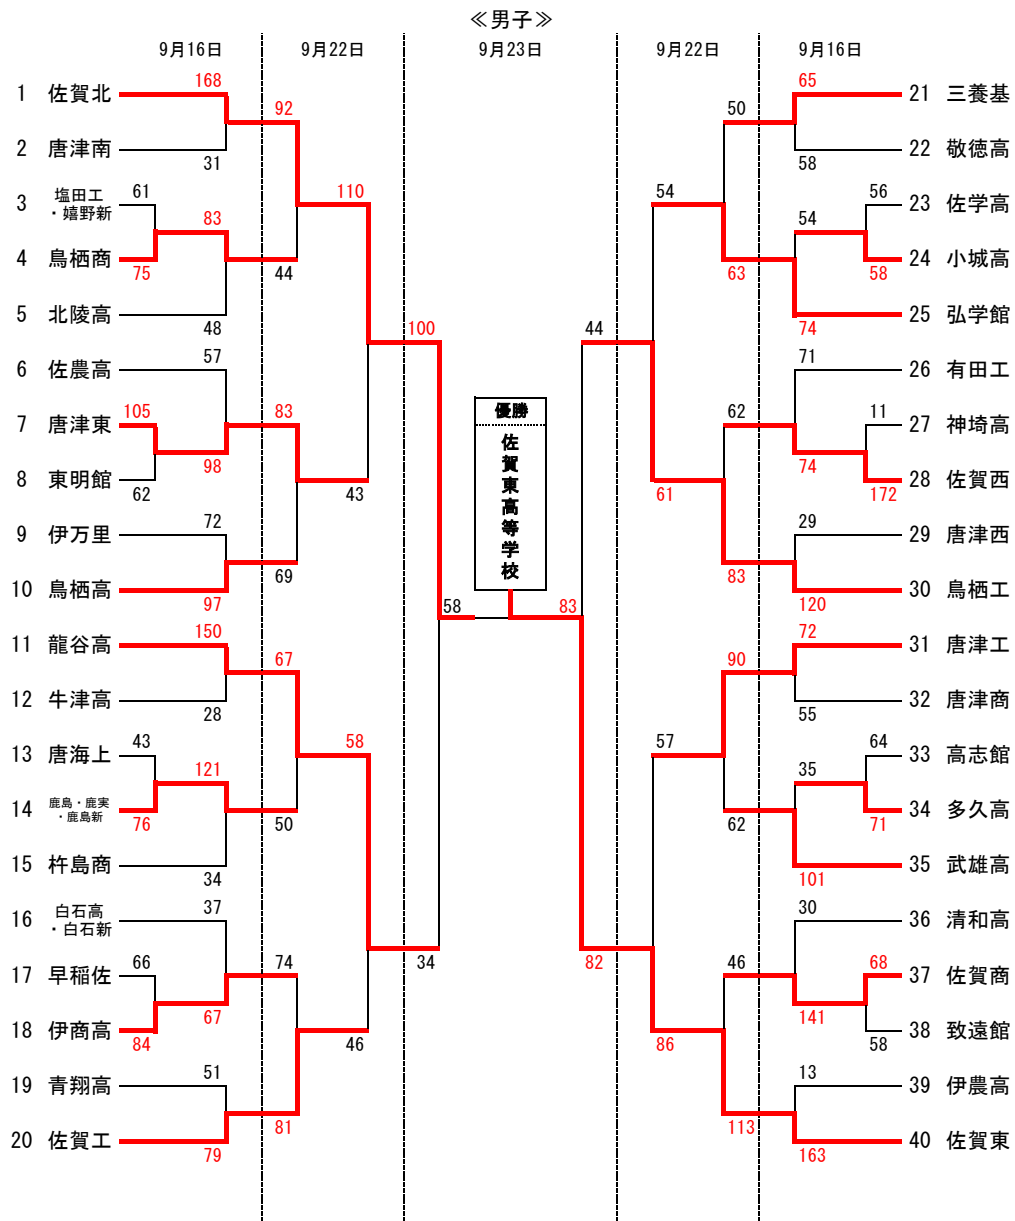 ≪男子≫
9月16日 9月22日 9月23日 9月22日 9月16日
168 65
1 佐賀北 21 三養基
92 50
2 唐津南 22 敬徳高
31 58
3 塩田工・嬉野新 61 110 54 56 23 佐学高
83 54
4 鳥栖商 24 小城高
75 44 63 58
5 北陵高 25 弘学館
48 100 44 74
57 71
6 佐農高 26 有田工
105 83 優勝 62 11
7 唐津東 27 神埼高
佐賀東高等学校
98 74
8 東明館 28 佐賀西
62 43 61 172
72 29
9 伊万里 29 唐津西
69 83
10 鳥栖高 30 鳥栖工
97 58 83 120
150 72
11 龍谷高 31 唐津工
67 90
12 牛津高 32 唐津商
28 55
43 58 57 64
13 唐海上 33 高志館
121 35
14 鹿島・鹿実・鹿島新 34 多久高
76 50 62 71
15 杵島商 35 武雄高
34 101
37 30
16 白石高・白石新 36 清和高
66 74 34 82 46 68
17 早稲佐 37 佐賀商
67 141
18 伊商高 38 致遠館
84 46 86 58
51 13
19 青翔高 39 伊農高
81 113
20 佐賀工 40 佐賀東
79 163